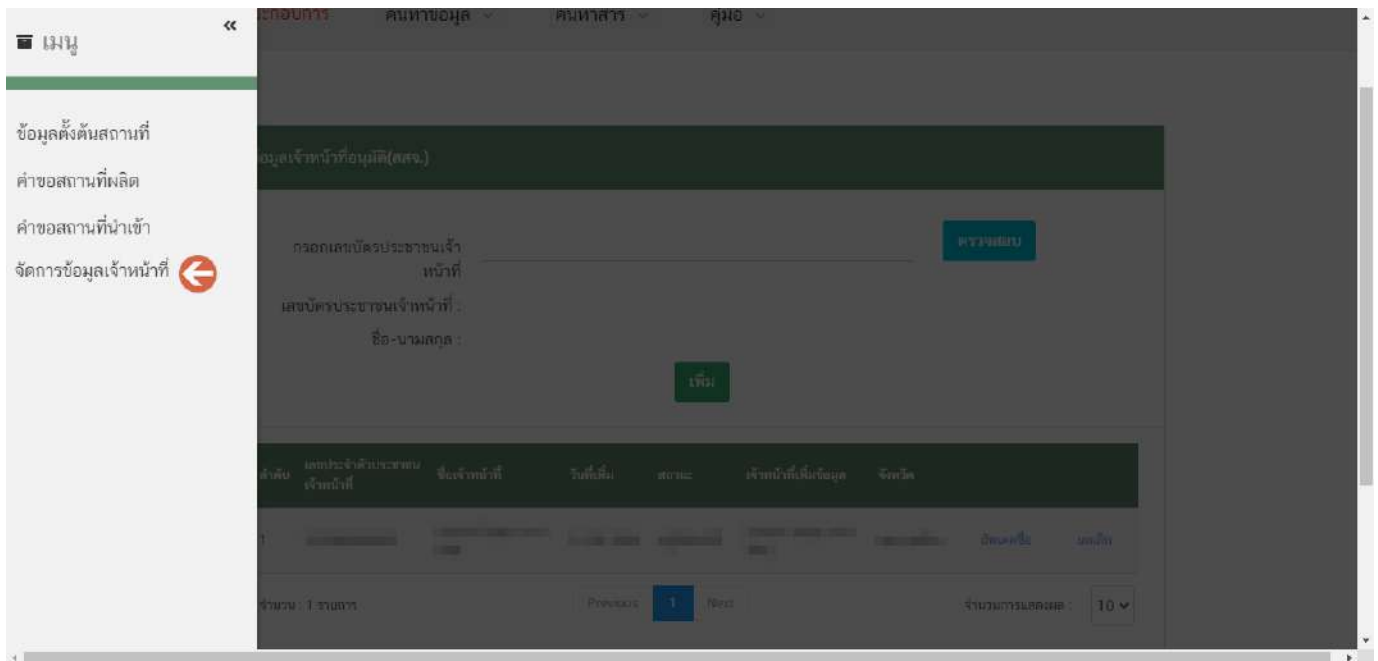 ะกอบการ ค้นหาข้อมูล ค้นหาสาร คู่มือ
เมนู «
ข้อมูลตั้งต้นสถานที่
คำขอสถานที่ผลิต
คำขอสถานที่นำเข้า
จัดการข้อมูลเจ้าหน้าที่
อมูลเจ้าหน้าที่อนุมัติ(สสจ.)
กรอกเลขบัตรประชาชนเจ้า
หน้าที่
ตรวจสอบ
เลขบัตรประชาชนเจ้าหน้าที่ :
ชื่อ-นามสกุล :
เพิ่ม
ลำดับ เลขประจำตัวประชาชน ชื่อเจ้าหน้าที่ วันที่เพิ่ม สถานะ เจ้าหน้าที่เพิ่มข้อมูล จังหวัด
เจ้าหน้าที่
1 อัพเดตชื่อ ยกเลิก
จำนวน : 1 รายการ Previous 1 Next จำนวนการแสดงผล : 10